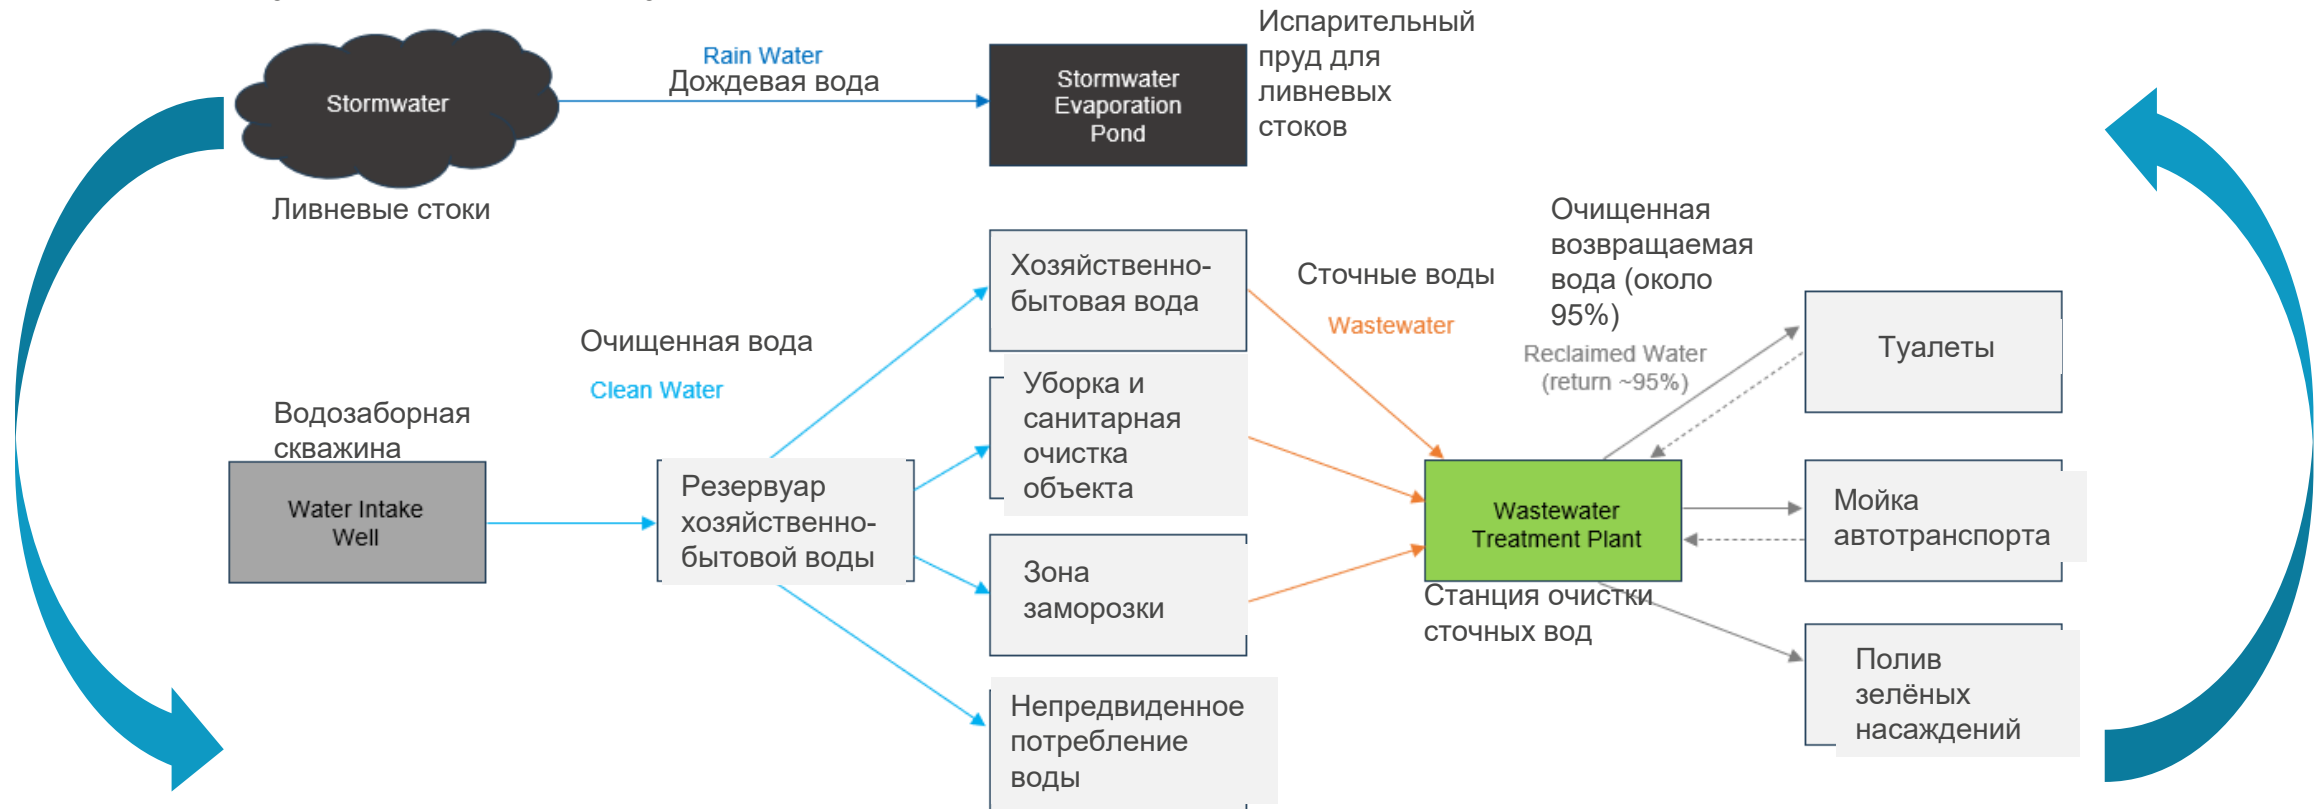 Испарительный
пруд для
ливневых
стоков
Rain Water
Дождевая вода
Stormwater
Stormwater
Evaporation
Pond
Ливневые стоки
Очищенная
возвращаемая
вода (около
95%)
Reclaimed Water
(return ~95%)
Хозяйственно-
бытовая вода
Сточные воды
Wastewater
Очищенная вода
Clean Water
Туалеты
Уборка и
санитарная
очистка
объекта
Водозаборная
скважина
Water Intake
Well
Резервуар
хозяйственно-
бытовой воды
Wastewater
Treatment Plant
Станция очистки
сточных вод
Мойка
автотранспорта
Зона
заморозки
Полив
зелёных
насаждений
Непредвиденное
потребление
воды